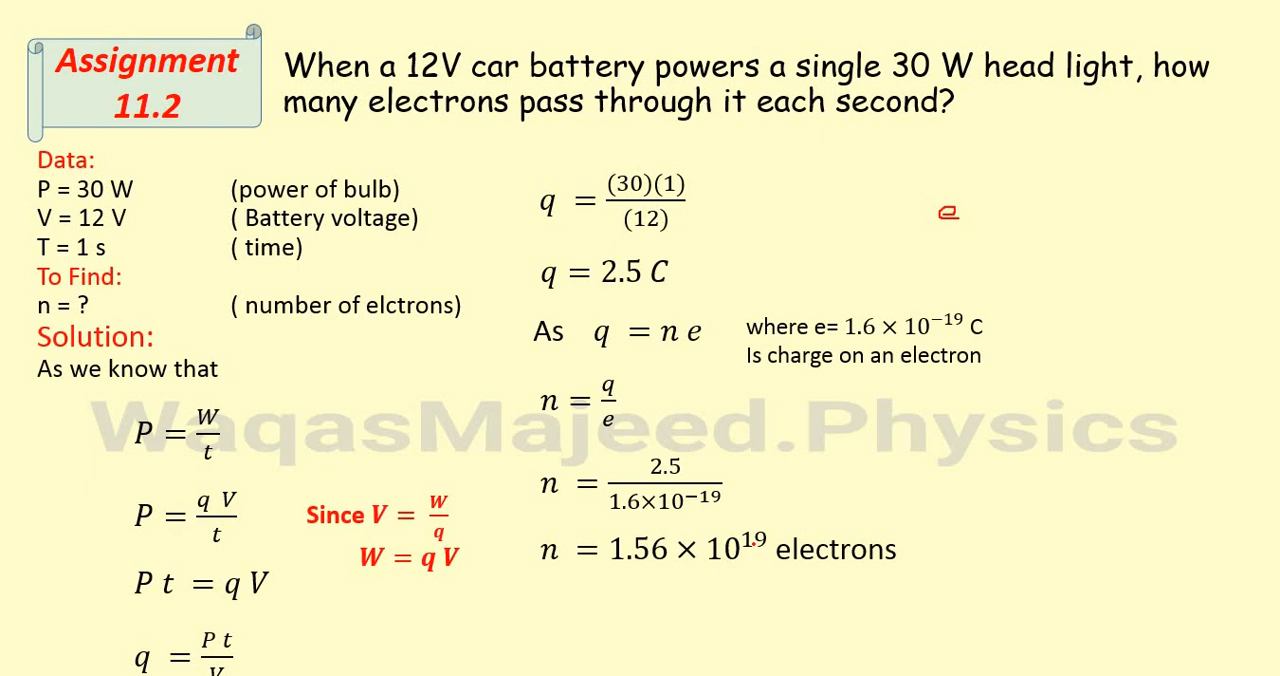 Assignment
11.2
When a 12V car battery powers a single 30 W head light, how
many electrons pass through it each second?
Data:
P = 30 W (power of bulb)
V = 12 V ( Battery voltage)
T = 1 s ( time)
To Find:
n = ? ( number of elctrons)
Solution:
As we know that
P = W/t
P = q V/t Since V = W/q
W = q V
P t = q V
q = P t/V
q = (30)(1)/(12)
q = 2.5 C
As q = n e where e= 1.6 × 10⁻¹⁹ C
Is charge on an electron
n = q/e
n = 2.5/1.6×10⁻¹⁹
n = 1.56 × 10¹⁹ electrons
e
WaqasMajeed.Physics